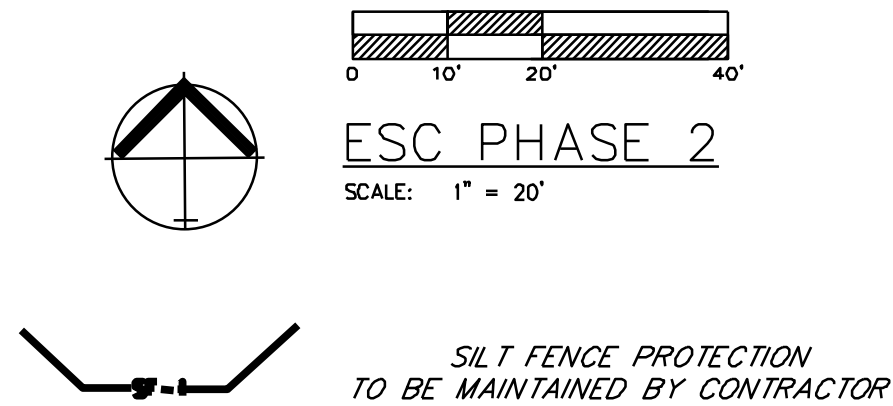 0 10' 20' 40'
ESC PHASE 2
SCALE: 1" = 20'
SF - 1
SILT FENCE PROTECTION
TO BE MAINTAINED BY CONTRACTOR